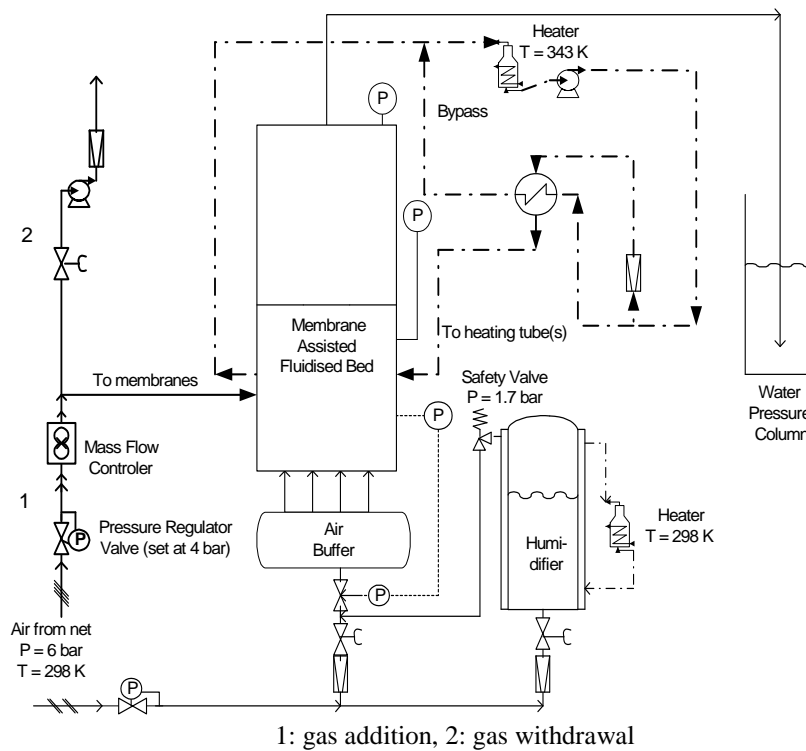 Heater
T = 343 K
P
Bypass
P
2
Membrane
Assisted
Fluidised Bed
To heating tube(s)
To membranes
Safety Valve
P = 1.7 bar
Water
Pressure
Column
P
Mass Flow
Controler
1
Pressure Regulator
Valve (set at 4 bar)
P
Air
Buffer
Humi-
difier
Heater
T = 298 K
P
Air from net
P = 6 bar
T = 298 K
P
1: gas addition, 2: gas withdrawal